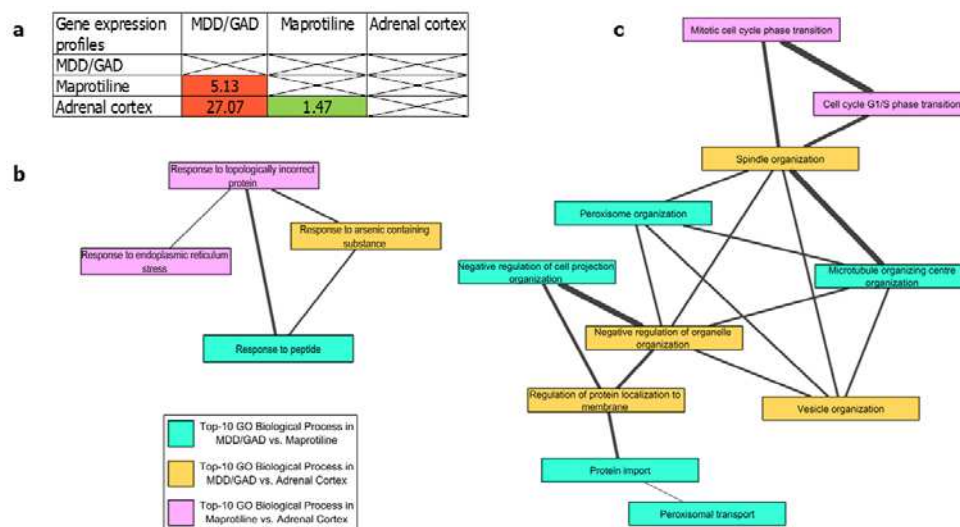 a
Gene expression profiles MDD/GAD Maprotiline Adrenal cortex
MDD/GAD
Maprotiline 5.13
Adrenal cortex 27.07 1.47
b
Response to topologically incorrect
protein
Response to arsenic containing
substance
Response to endoplasmic reticulum
stress
Response to peptide
Top-10 GO Biological Process in
MDD/GAD vs. Maprotiline
Top-10 GO Biological Process in
MDD/GAD vs. Adrenal Cortex
Top-10 GO Biological Process in
Maprotiline vs. Adrenal Cortex
c
Mitotic cell cycle phase transition
Cell cycle G1/S phase transition
Spindle organization
Peroxisome organization
Negative regulation of cell projection
organization
Microtubule organizing centre
organization
Negative regulation of organelle
organization
Regulation of protein localization to
membrane
Vesicle organization
Protein import
Peroxisomal transport